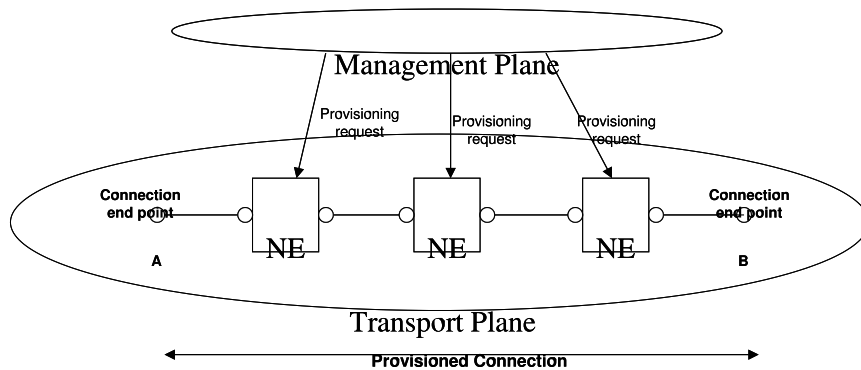 Management Plane
Provisioning
request
Provisioning
request
Provisioning
request
Connection
end point
Connection
end point
NE
NE
NE
A
B
Transport Plane
Provisioned Connection